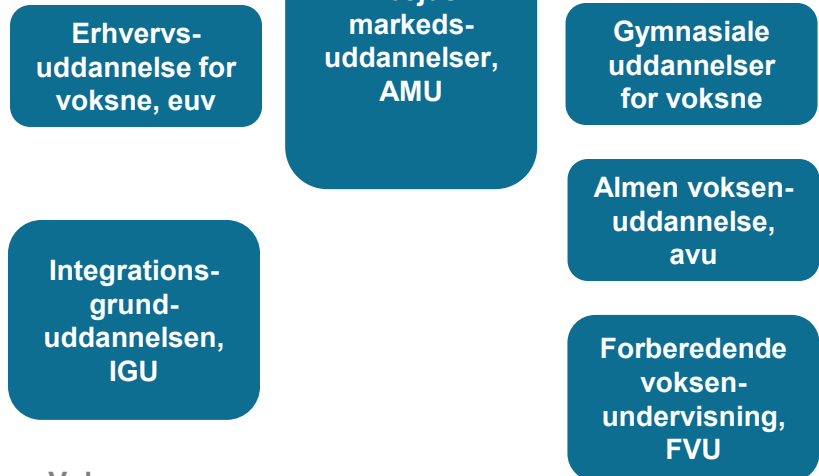 Erhvervs-
uddannelse for
voksne, euv
markeds-
uddannelser,
AMU
Gymnasiale
uddannelser
for voksne
Almen voksen-
uddannelse,
avu
Integrations-
grund-
uddannelsen,
IGU
Forberedende
voksen-
undervisning,
FVU